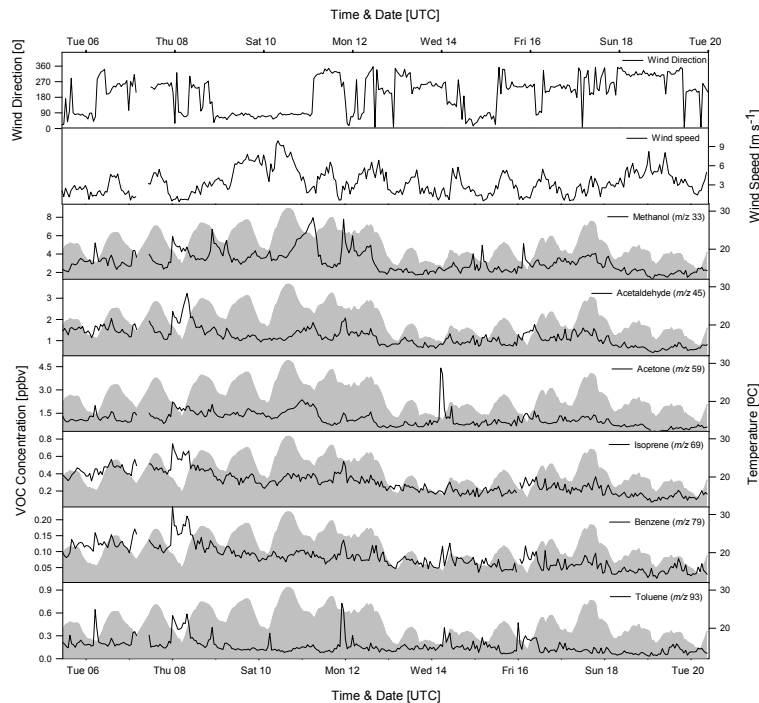 Time & Date [UTC]
Tue 06 Thu 08 Sat 10 Mon 12 Wed 14 Fri 16 Sun 18 Tue 20
Wind Direction [o]
360
270
180
90
0
Wind Direction
Wind speed
9
6
3
Wind Speed [m s⁻¹]
8
6
4
2
Methanol (m/z 33)
30
20
3
2
1
Acetaldehyde (m/z 45)
30
20
VOC Concentration [ppbv]
4.5
3.0
1.5
Acetone (m/z 59)
30
20
Temperature [ºC]
0.8
0.6
0.4
0.2
Isoprene (m/z 69)
30
20
0.20
0.15
0.10
0.05
Benzene (m/z 79)
30
20
0.9
0.6
0.3
0.0
Toluene (m/z 93)
30
20
Tue 06 Thu 08 Sat 10 Mon 12 Wed 14 Fri 16 Sun 18 Tue 20
Time & Date [UTC]